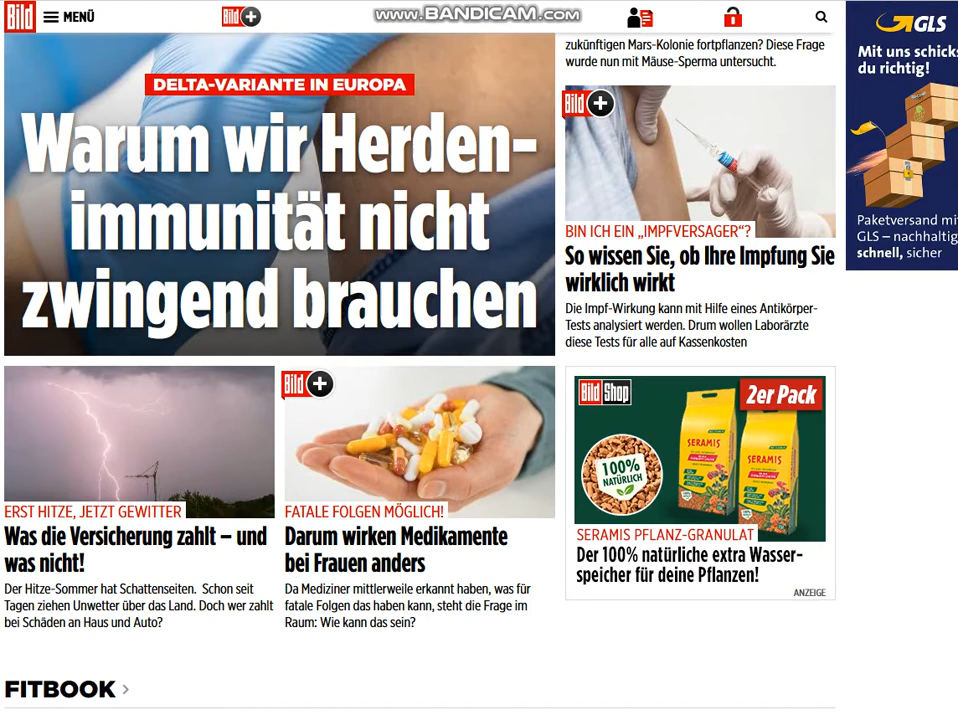 Bild
MENÜ
Bild +
www.BANDICAM.com
DELTA-VARIANTE IN EUROPA
Warum wir Herden-
immunität nicht
zwingend brauchen
zukünftigen Mars-Kolonie fortpflanzen? Diese Frage
wurde nun mit Mäuse-Sperma untersucht.
Bild +
BIN ICH EIN „IMPFVERSAGER“?
So wissen Sie, ob Ihre Impfung Sie
wirklich wirkt
Die Impf-Wirkung kann mit Hilfe eines Antikörper-
Tests analysiert werden. Drum wollen Laborärzte
diese Tests für alle auf Kassenkosten
GLS
Mit uns schicks
du richtig!
Paketversand mi
GLS – nachhaltig
schnell, sicher
ERST HITZE, JETZT GEWITTER
Was die Versicherung zahlt – und
was nicht!
Der Hitze-Sommer hat Schattenseiten. Schon seit
Tagen ziehen Unwetter über das Land. Doch wer zahlt
bei Schäden an Haus und Auto?
Bild +
FATALE FOLGEN MÖGLICH!
Darum wirken Medikamente
bei Frauen anders
Da Mediziner mittlerweile erkannt haben, was für
fatale Folgen das haben kann, steht die Frage im
Raum: Wie kann das sein?
Bild Shop
2er Pack
SERAMIS
SERAMIS
100%
NATÜRLICH
SERAMIS PFLANZ-GRANULAT
Der 100% natürliche extra Wasser-
speicher für deine Pflanzen!
ANZEIGE
FITBOOK